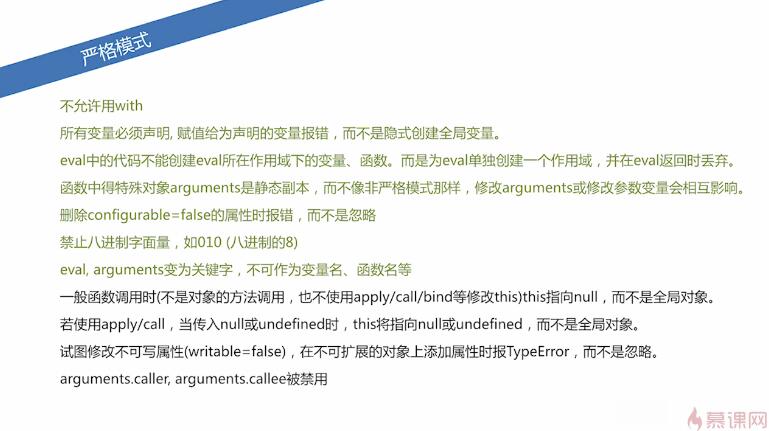 严格模式
不允许用with
所有变量必须声明, 赋值给为声明的变量报错，而不是隐式创建全局变量。
eval中的代码不能创建eval所在作用域下的变量、函数。而是为eval单独创建一个作用域，并在eval返回时丢弃。
函数中得特殊对象arguments是静态副本，而不像非严格模式那样，修改arguments或修改参数变量会相互影响。
删除configurable=false的属性时报错，而不是忽略
禁止八进制字面量，如010 (八进制的8)
eval, arguments变为关键字，不可作为变量名、函数名等
一般函数调用时(不是对象的方法调用，也不使用apply/call/bind等修改this)this指向null，而不是全局对象。
若使用apply/call，当传入null或undefined时，this将指向null或undefined，而不是全局对象。
试图修改不可写属性(writable=false)，在不可扩展的对象上添加属性时报TypeError，而不是忽略。
arguments.caller, arguments.callee被禁用
慕课网